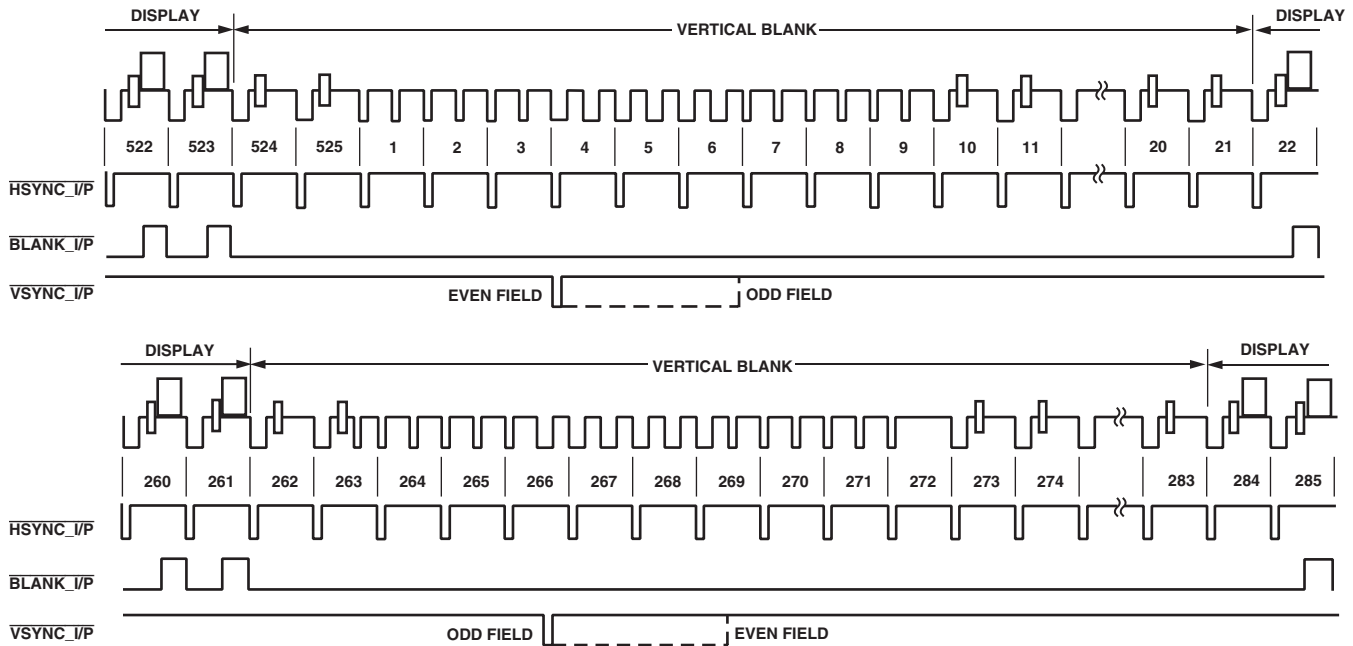 DISPLAY VERTICAL BLANK DISPLAY
522 523 524 525 1 2 3 4 5 6 7 8 9 10 11 20 21 22
HSYNC_I/P
BLANK_I/P
VSYNC_I/P EVEN FIELD ODD FIELD
DISPLAY VERTICAL BLANK DISPLAY
260 261 262 263 264 265 266 267 268 269 270 271 272 273 274 283 284 285
HSYNC_I/P
BLANK_I/P
VSYNC_I/P ODD FIELD EVEN FIELD